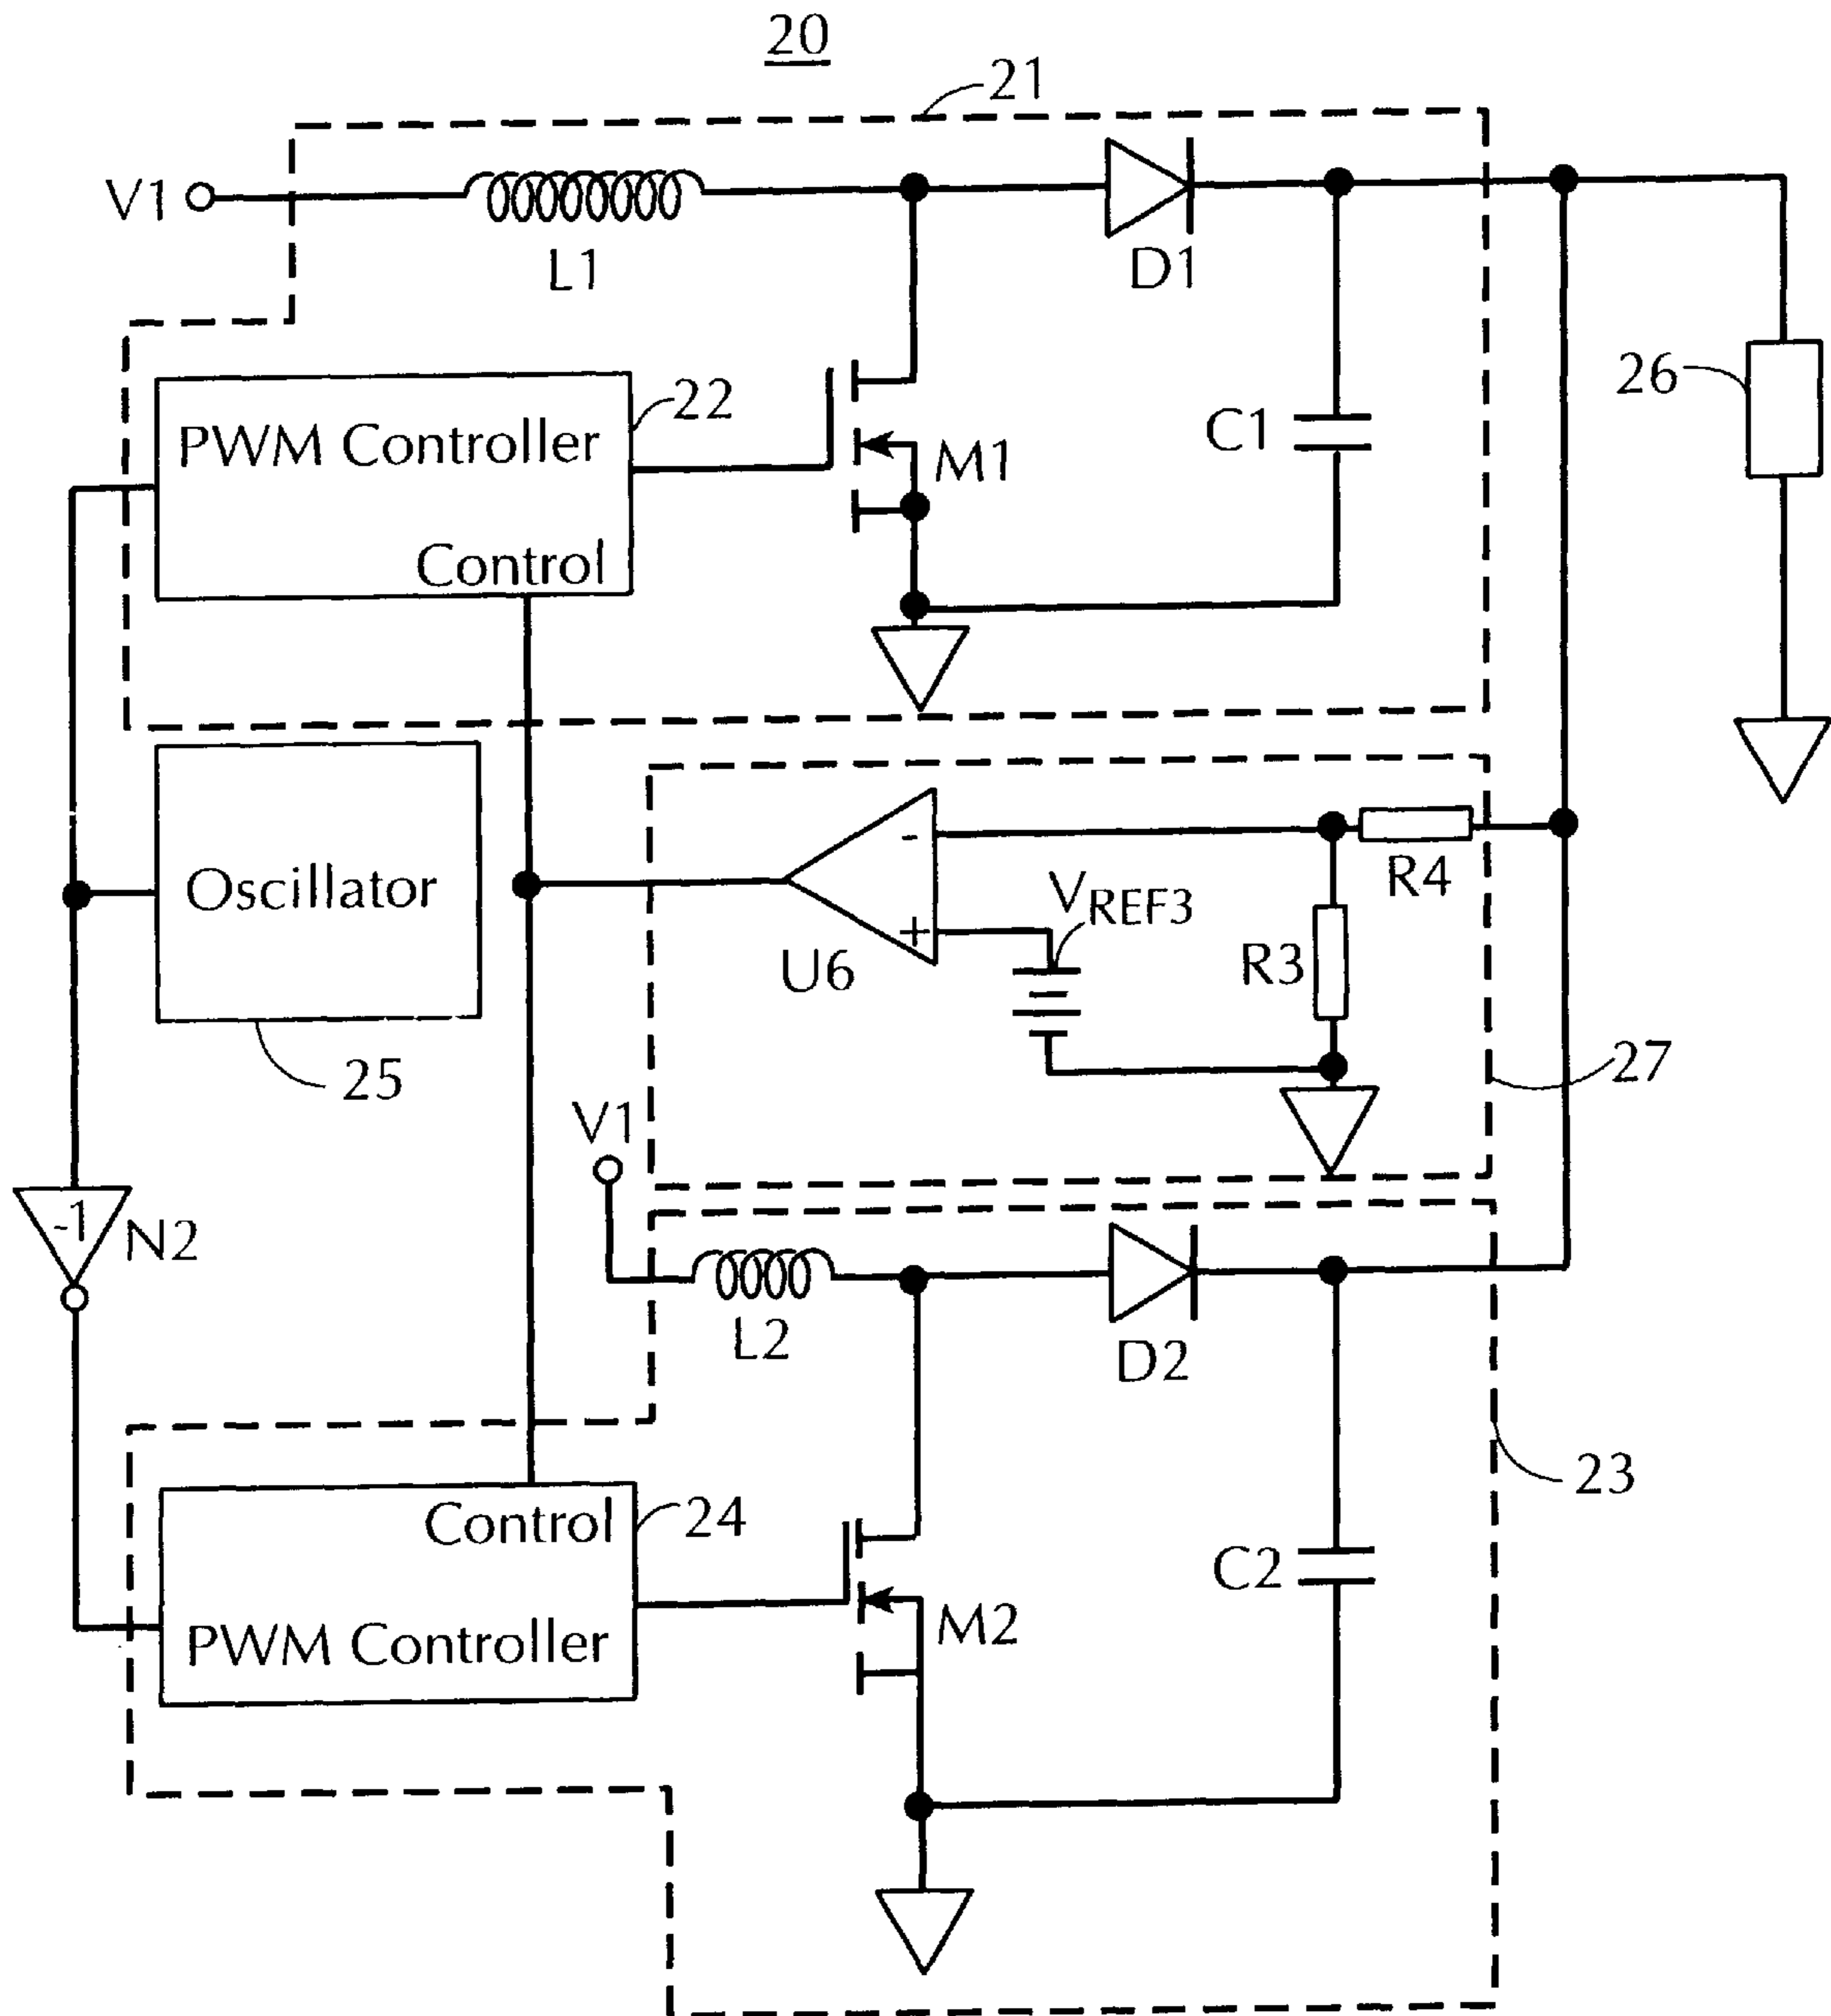 20
21
V1
L1
D1
22
PWM Controller
Control
M1
C1
26
-
+
U6
VREF3
R4
R3
Oscillator
25
27
V1
-1
N2
L2
D2
23
Control
24
PWM Controller
M2
C2